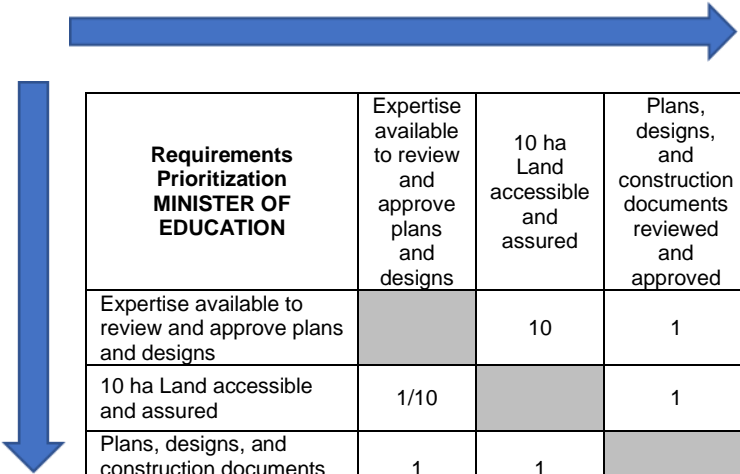 Requirements
Prioritization
MINISTER OF
EDUCATION
Expertise
available
to review
and
approve
plans
and
designs
10 ha
Land
accessible
and
assured
Plans,
designs,
and
construction
documents
reviewed
and
approved
Expertise available to
review and approve plans
and designs
10
1
10 ha Land accessible
and assured
1/10
1
Plans, designs, and
construction documents
1
1